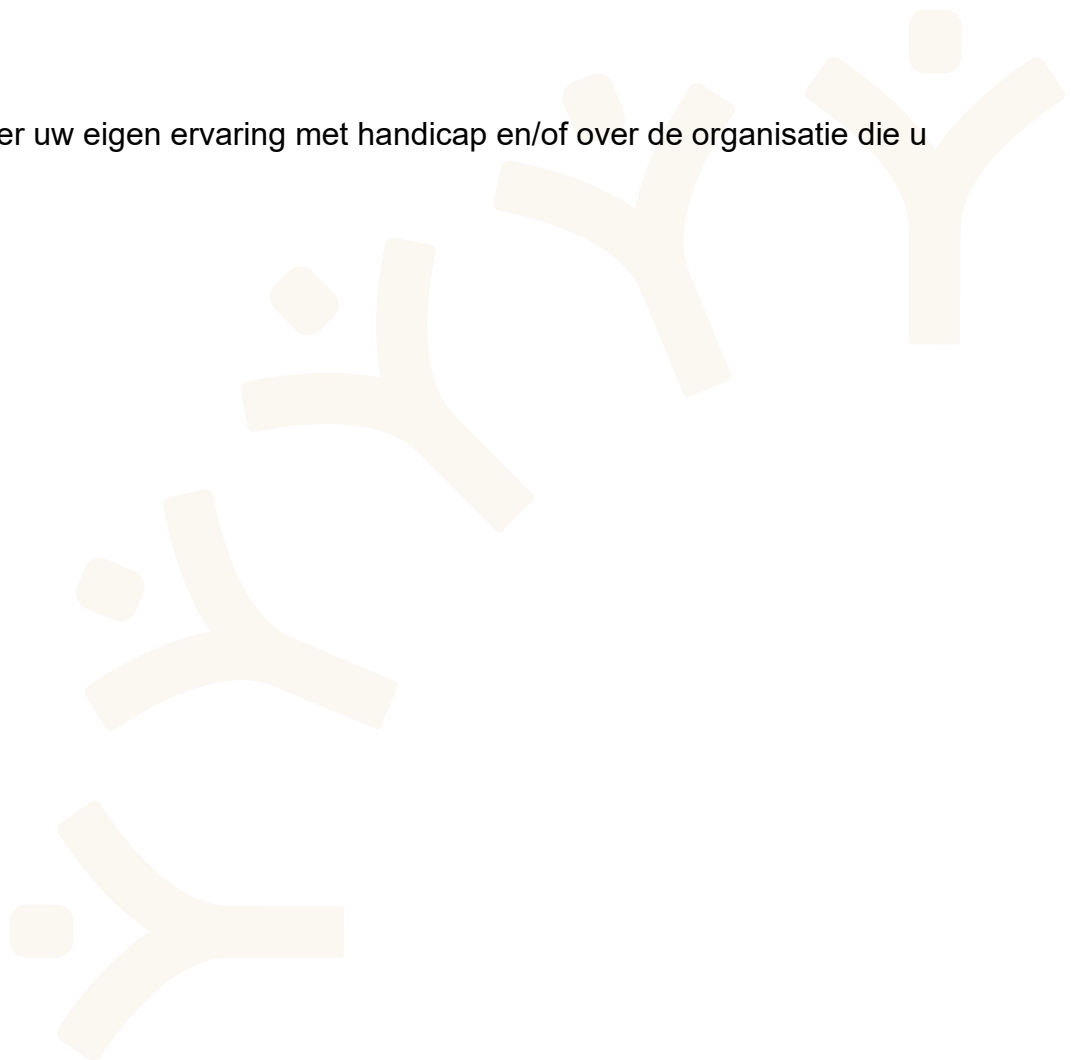 er uw eigen ervaring met handicap en/of over de organisatie die u